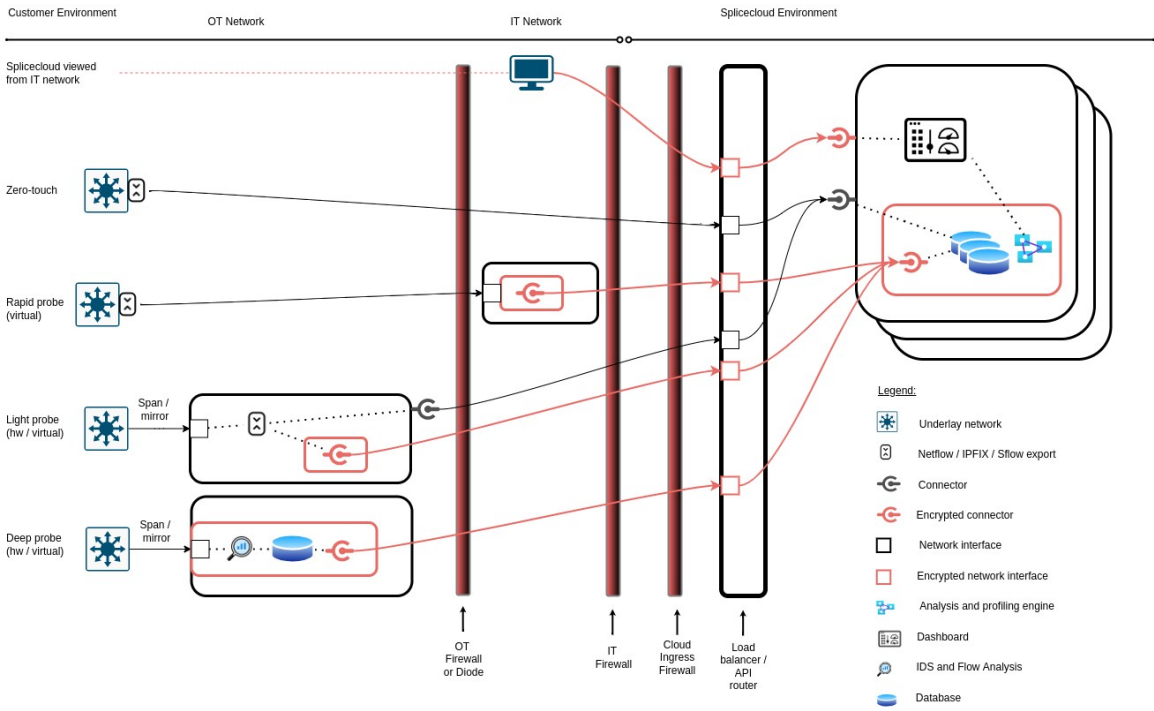 Customer Environment
OT Network
IT Network
Splicecloud Environment
Splicecloud viewed
from IT network
Zero-touch
Rapid probe
(virtual)
Light probe
(hw / virtual)
Span /
mirror
Deep probe
(hw / virtual)
Span /
mirror
OT
Firewall
or Diode
IT
Firewall
Cloud
Ingress
Firewall
Load
balancer /
API
router
Legend:
Underlay network
Netflow / IPFIX / Sflow export
Connector
Encrypted connector
Network interface
Encrypted network interface
Analysis and profiling engine
Dashboard
IDS and Flow Analysis
Database